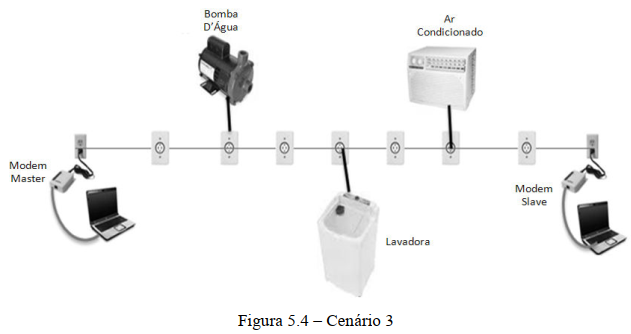 Bomba
D'Água
Ar
Condicionado
Modem
Master
Modem
Slave
Lavadora
Figura 5.4 – Cenário 3